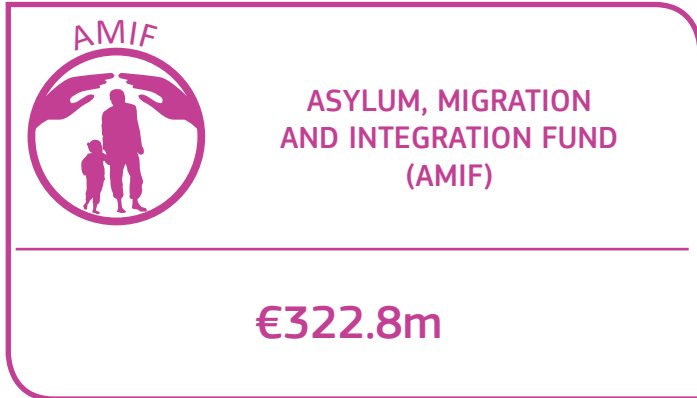 AMIF
ASYLUM, MIGRATION
AND INTEGRATION FUND
(AMIF)
€322.8m